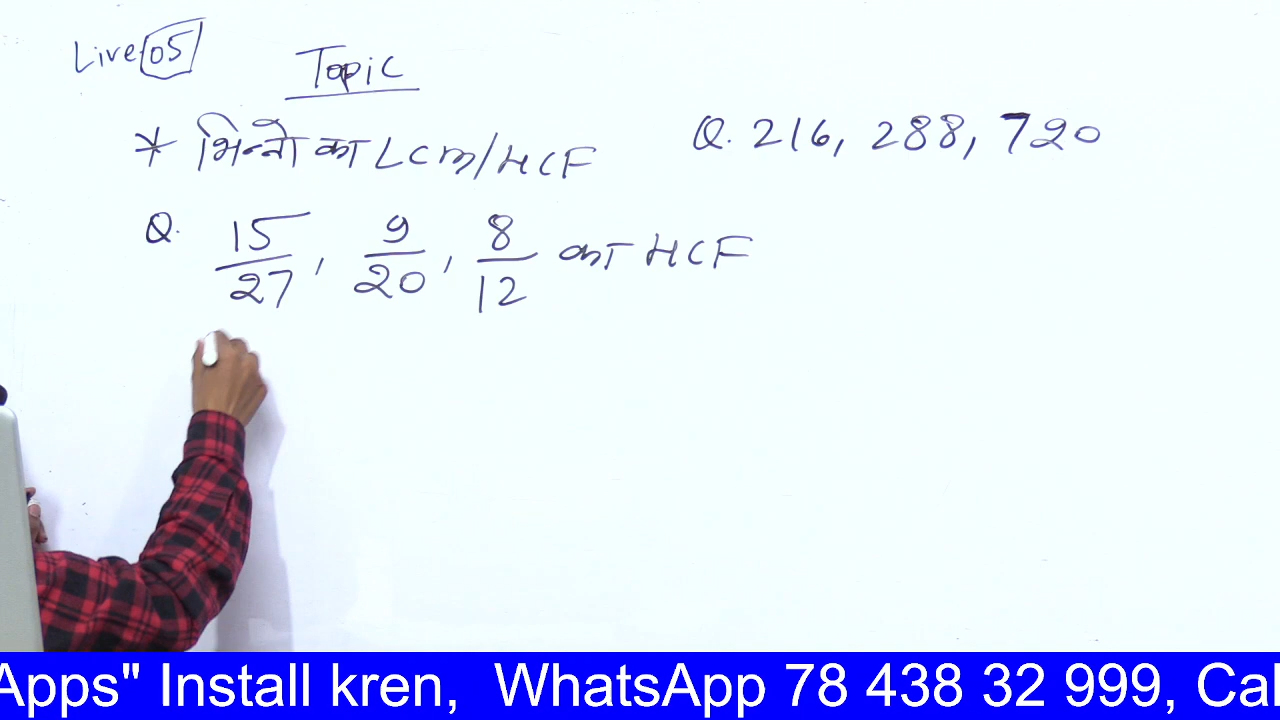 Live 05
Topic
* भिन्नो का LCM/HCF
Q. 216, 288, 720
Q. 15/27, 9/20, 8/12 का HCF
Apps" Install kren, WhatsApp 78 438 32 999, Cal